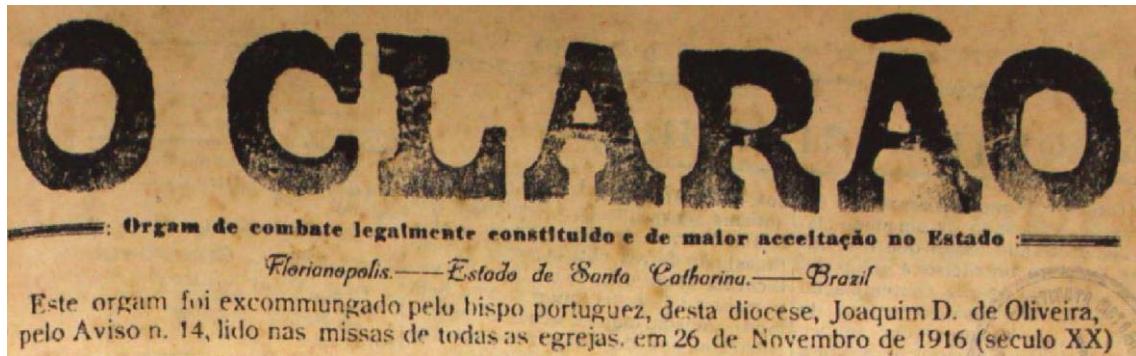 O CLARÃO
Orgam de combate legalmente constituido e de maior acceitação no Estado
Florianopolis.——Estado de Santa Catharina.——Brazil
Este orgam foi excommungado pelo bispo portuguez, desta diocese, Joaquim D. de Oliveira,
pelo Aviso n. 14, lido nas missas de todas as egrejas. em 26 de Novembro de 1916 (seculo XX)